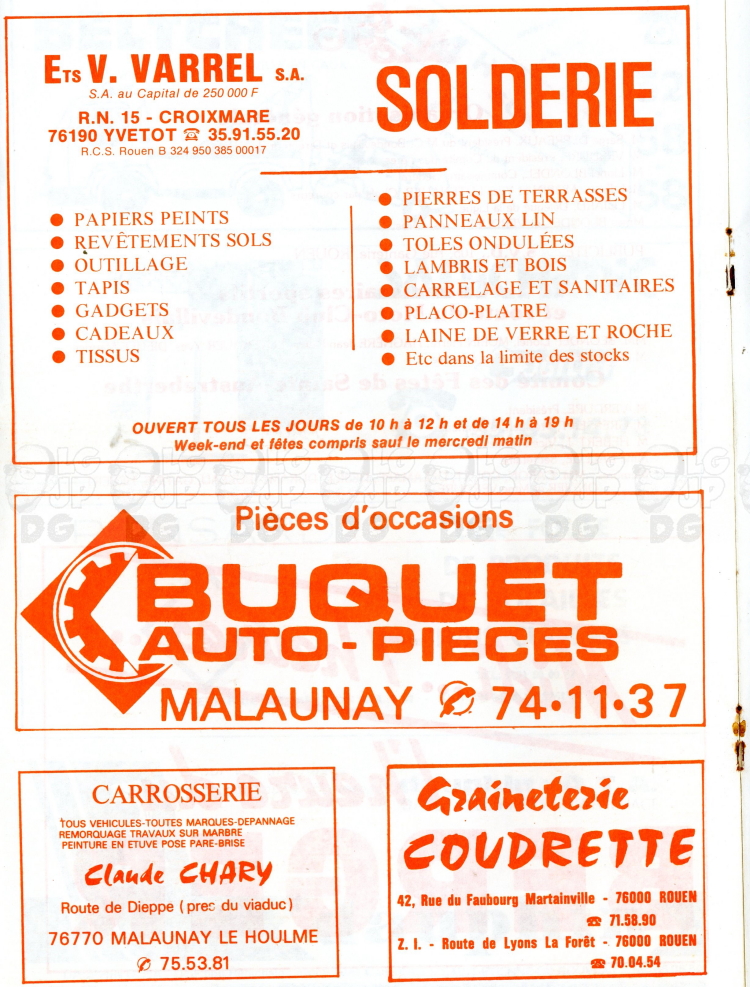 ETS V. VARREL S.A.
S.A. au Capital de 250 000 F
R.N. 15 - CROIXMARE
76190 YVETOT ☎ 35.91.55.20
R.C.S. Rouen B 324 950 385 00017
SOLDERIE
● PAPIERS PEINTS
● REVÊTEMENTS SOLS
● OUTILLAGE
● TAPIS
● GADGETS
● CADEAUX
● TISSUS
● PIERRES DE TERRASSES
● PANNEAUX LIN
● TOLES ONDULÉES
● LAMBRIS ET BOIS
● CARRELAGE ET SANITAIRES
● PLACO-PLATRE
● LAINE DE VERRE ET ROCHE
● Etc dans la limite des stocks
OUVERT TOUS LES JOURS de 10 h à 12 h et de 14 h à 19 h
Week-end et fêtes compris sauf le mercredi matin
Pièces d'occasions
BUQUET
AUTO-PIECES
MALAUNAY ✆ 74·11·37
CARROSSERIE
TOUS VEHICULES-TOUTES MARQUES-DEPANNAGE
REMORQUAGE TRAVAUX SUR MARBRE
PEINTURE EN ETUVE POSE PARE-BRISE
Claude CHARY
Route de Dieppe (pres du viaduc)
76770 MALAUNAY LE HOULME
✆ 75.53.81
Graineterie
COUDRETTE
42, Rue du Faubourg Martainville - 76000 ROUEN
☎ 71.58.90
Z. I. - Route de Lyons La Forêt - 76000 ROUEN
☎ 70.04.54
LG JP DG